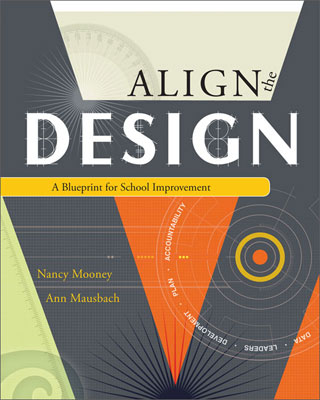 ALIGN the
DESIGN
A Blueprint for School Improvement
ACCOUNTABILITY
PLAN
DEVELOPMENT
LEADERS
DATA
Nancy Mooney
Ann Mausbach